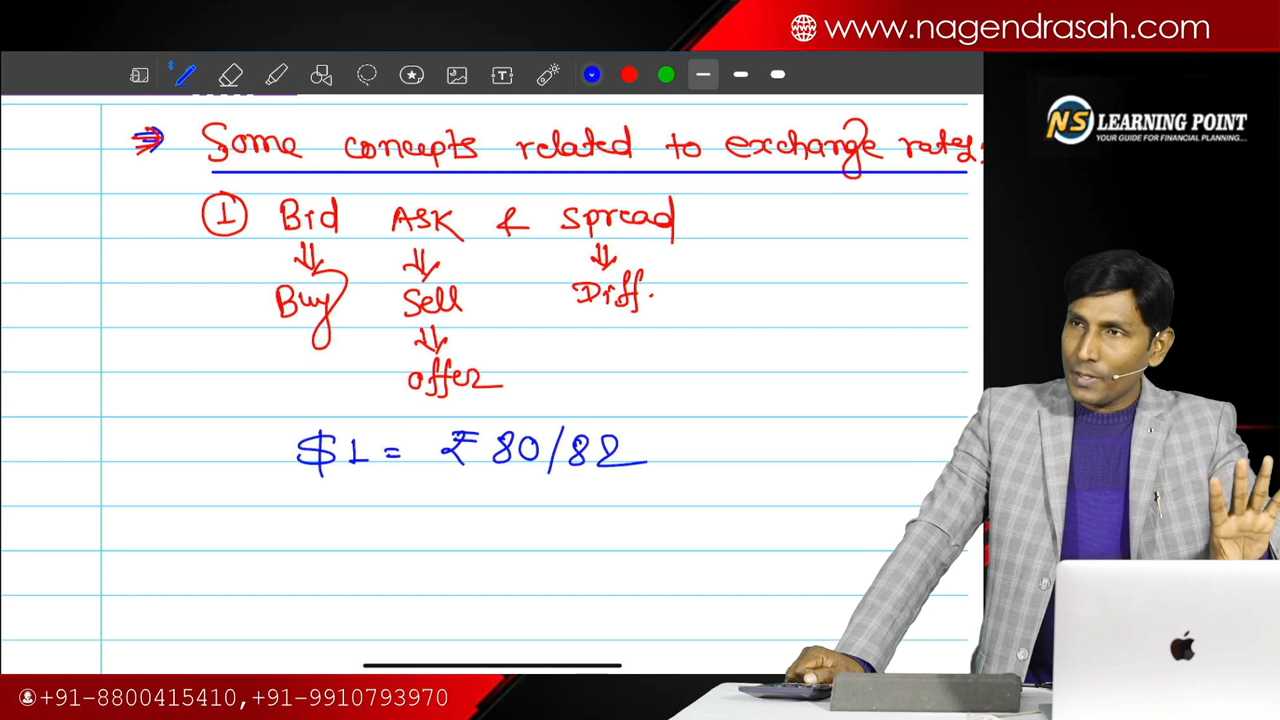 www.nagendrasah.com
NS LEARNING POINT
YOUR GUIDE FOR FINANCIAL PLANNING...
⇒ Some concepts related to exchange rates:
① Bid ASK & Spread
Buy Sell Diff.
offer
$1 = ₹ 80/82
+91-8800415410,+91-9910793970